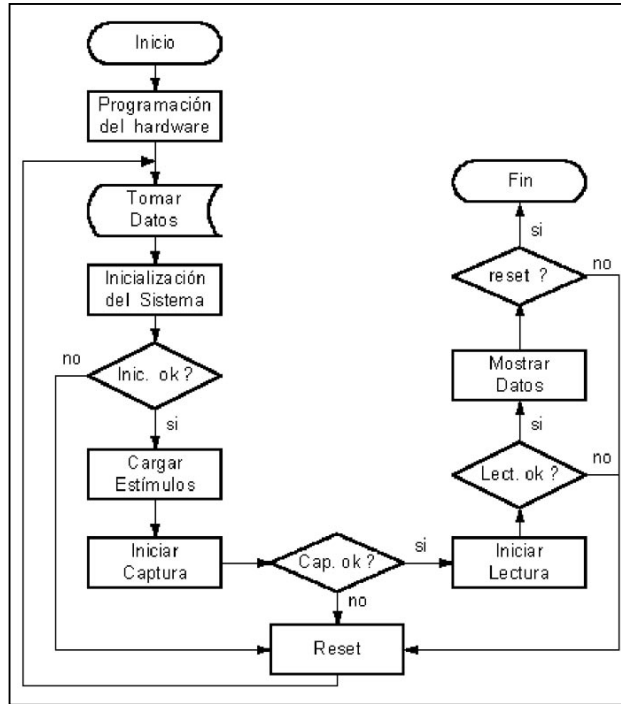 Inicio
Programación
del hardware
Tomar
Datos
Inicialización
del Sistema
no
Inic. ok ?
si
Cargar
Estímulos
Iniciar
Captura
Cap. ok ?
si
no
Reset
Iniciar
Lectura
Lect. ok ?
no
si
Mostrar
Datos
reset ?
no
si
Fin